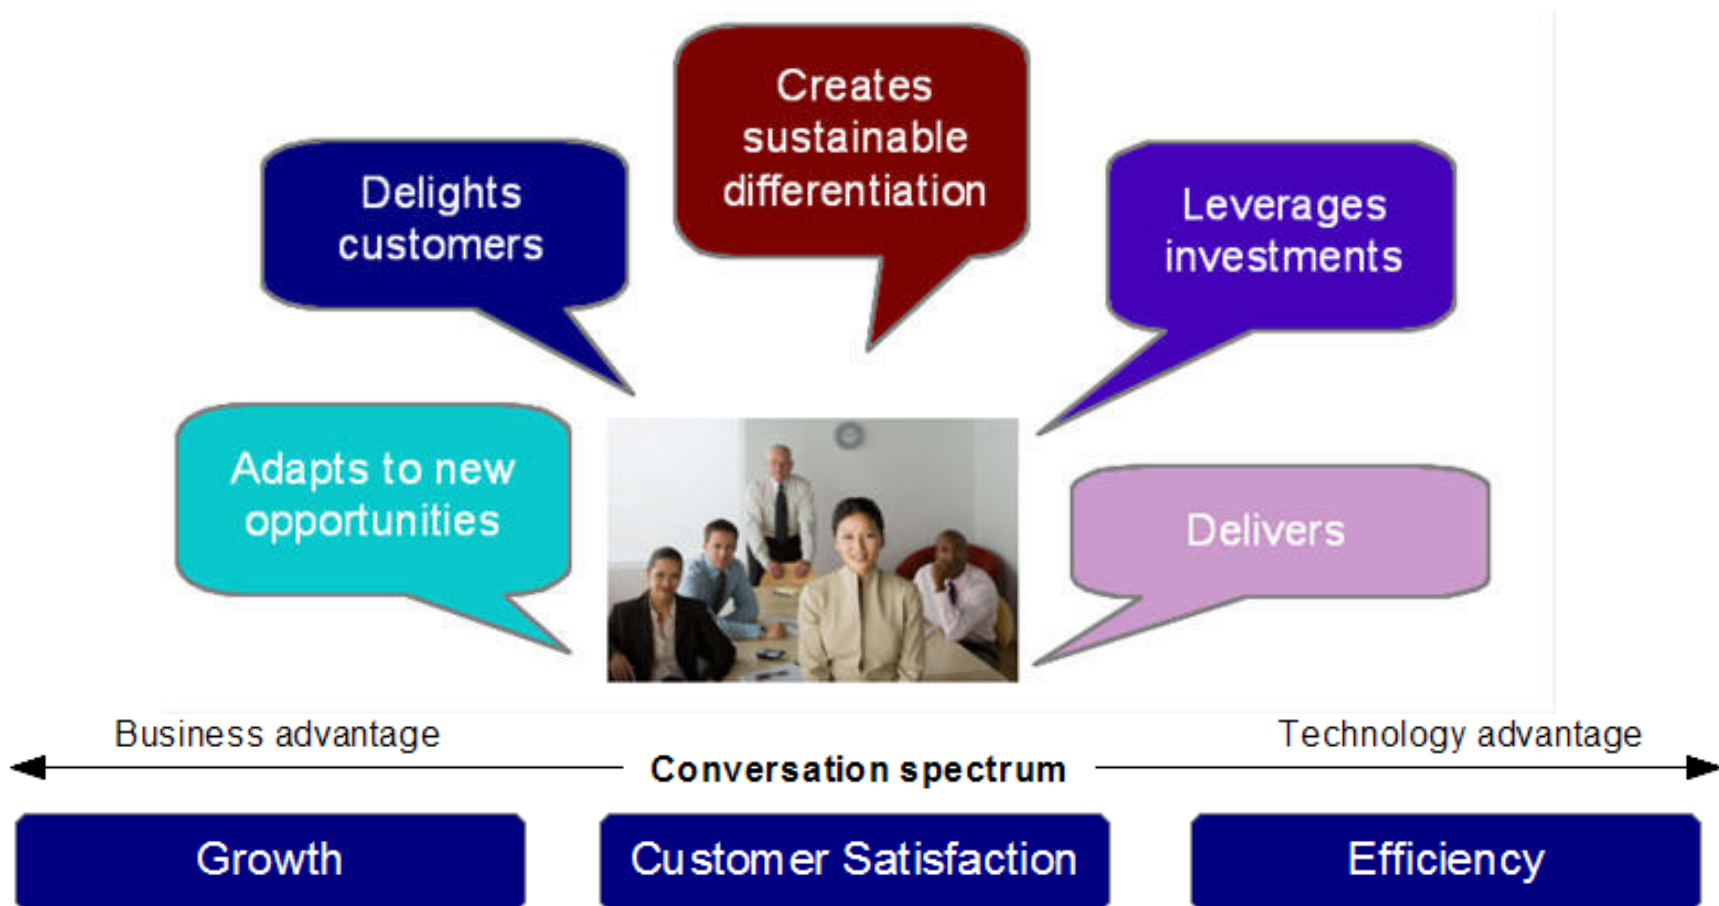 Creates
sustainable
differentiation
Delights
customers
Leverages
investments
Adapts to new
opportunities
Delivers
Business advantage
Technology advantage
Conversation spectrum
Growth
Customer Satisfaction
Efficiency